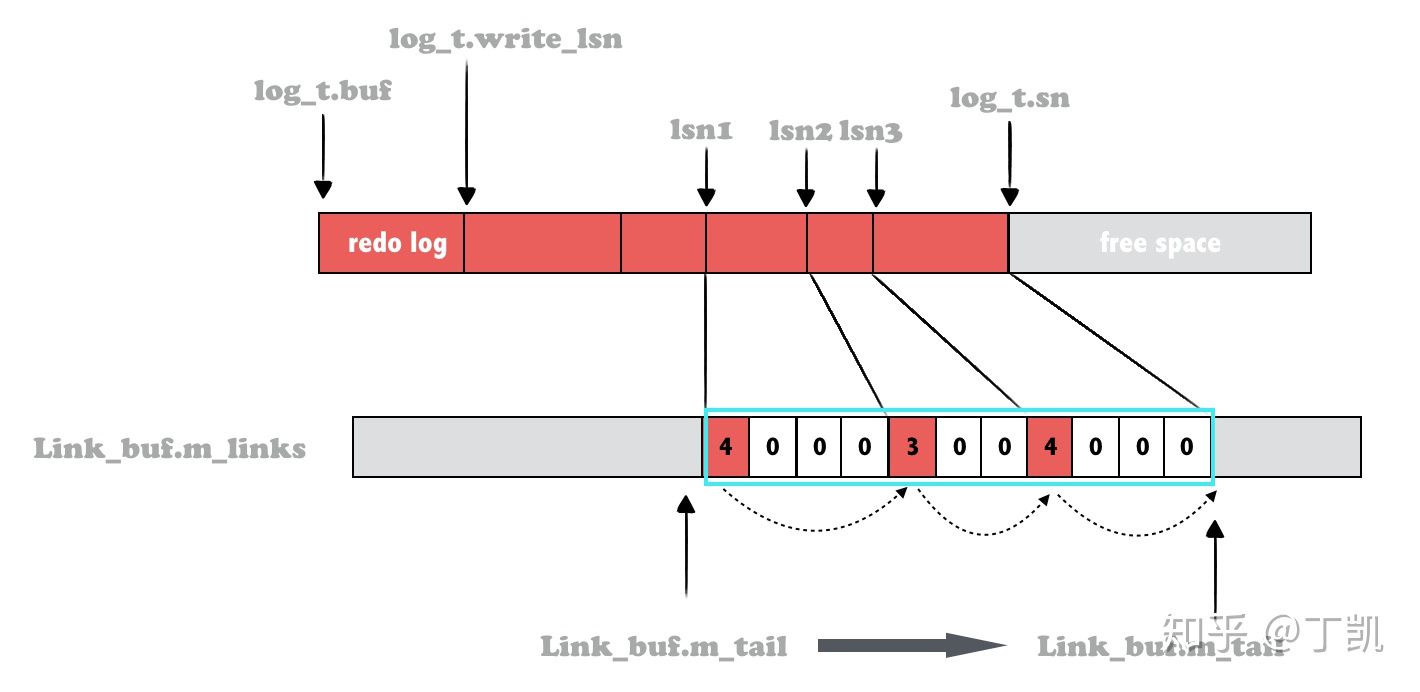 log_t.write_lsn
log_t.buf
log_t.sn
lsn1
lsn2
lsn3
redo log
free space
Link_buf.m_links
4 0 0 0 3 0 0 4 0 0 0
Link_buf.m_tail
Link_buf.m_tail
知乎 @丁凯